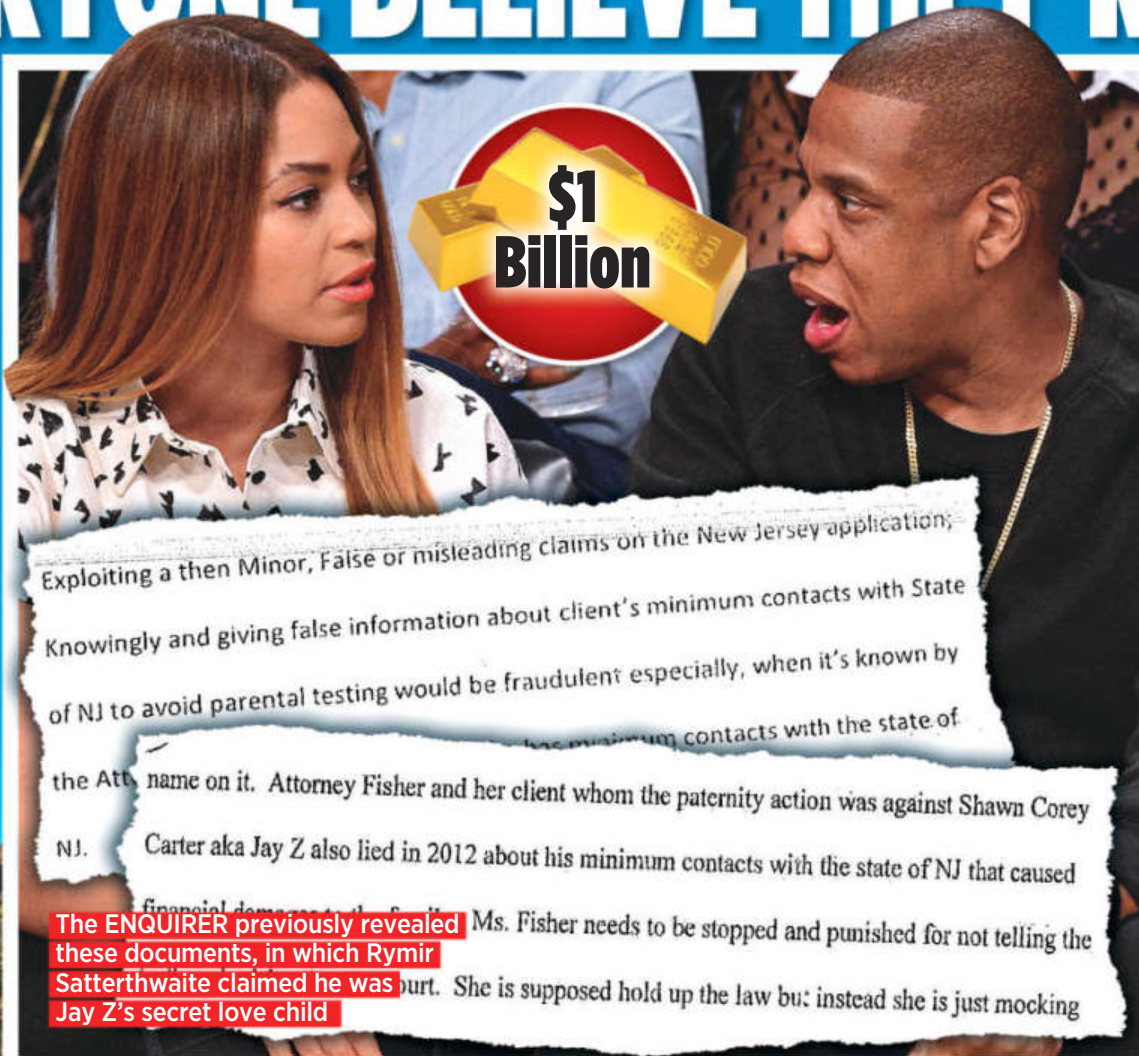 BELIEVE THEY
$1
Billion
Exploiting a then Minor, False or misleading claims on the New Jersey application;
Knowingly and giving false information about client's minimum contacts with State
of NJ to avoid parental testing would be fraudulent especially, when it's known by
the contacts with the state of
NJ.
name on it. Attorney Fisher and her client whom the paternity action was against Shawn Corey
Carter aka Jay Z also lied in 2012 about his minimum contacts with the state of NJ that caused
financial Ms. Fisher needs to be stopped and punished for not telling the
She is supposed hold up the law but instead she is just mocking
The ENQUIRER previously revealed
these documents, in which Rymir
Satterthwaite claimed he was
Jay Z's secret love child